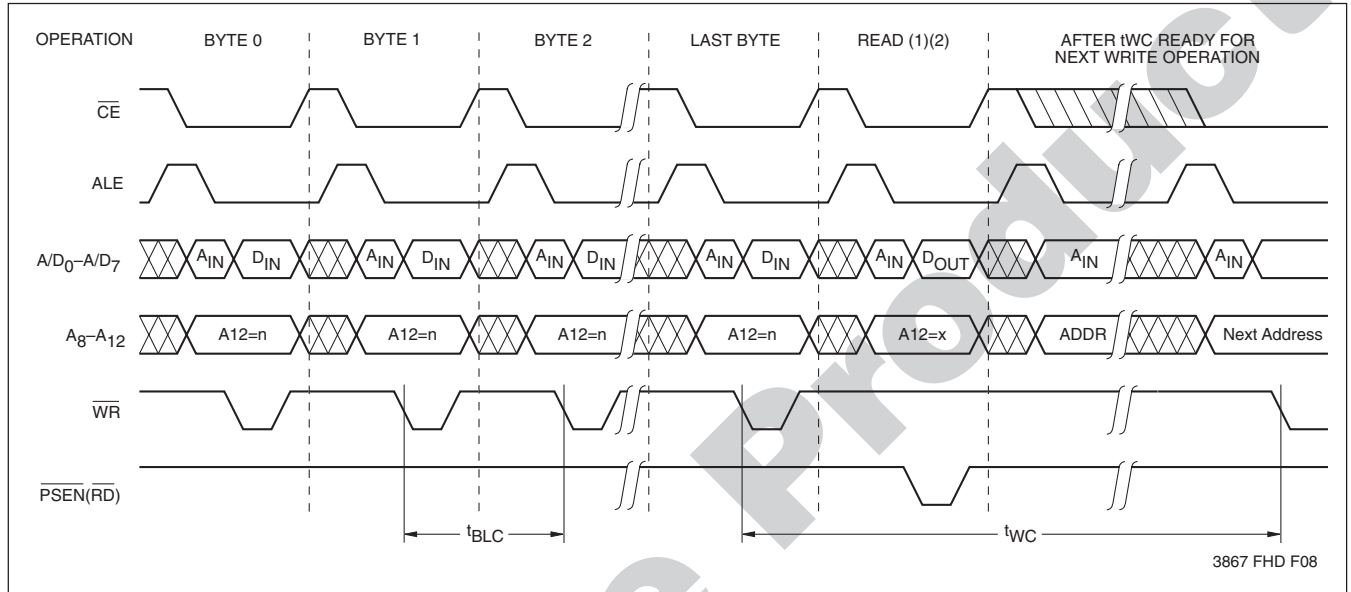 OPERATION BYTE 0 BYTE 1 BYTE 2 LAST BYTE READ (1)(2) AFTER tWC READY FOR
NEXT WRITE OPERATION
CE
ALE
A/D0–A/D7 AIN DIN AIN DIN AIN DIN AIN DIN AIN DOUT AIN AIN
A8–A12 A12=n A12=n A12=n A12=n A12=x ADDR Next Address
WR
PSEN(RD)
tBLC tWC
3867 FHD F08